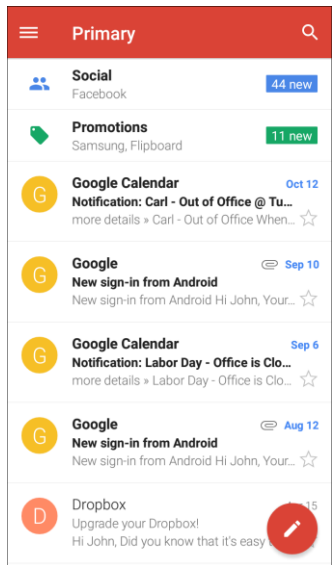 Primary
Social
44 new
Facebook
Promotions
11 new
Samsung, Flipboard
G
Google Calendar
Oct 12
Notification: Carl - Out of Office @ Tu...
more details » Carl - Out of Office When...
G
Google
Sep 10
New sign-in from Android
New sign-in from Android Hi John, Your...
G
Google Calendar
Sep 6
Notification: Labor Day - Office is Clo...
more details » Labor Day - Office is Clo...
G
Google
Aug 12
New sign-in from Android
New sign-in from Android Hi John, Your...
D
Dropbox
15
Upgrade your Dropbox!
Hi John, Did you know that it's easy